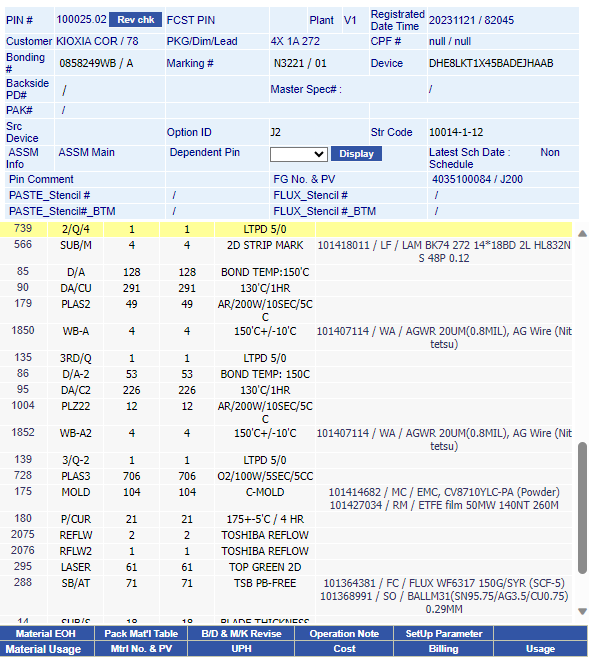 PIN # 100025.02 Rev chk FCST PIN Plant V1 Registered Date Time 20231121 / 82045
Customer KIOXIA COR / 78 PKG/Dim/Lead 4X 1A 272 CPF # null / null
Bonding # 0858249WB / A Marking # N3221 / 01 Device DHE8LKT1X45BADEJHAAB
Backside PD# / Master Spec# : /
PAK# /
Src Device Option ID J2 Str Code 10014-1-12
ASSM Info ASSM Main Dependent Pin Display Latest Sch Date : Non Schedule
Pin Comment FG No. & PV 4035100084 / J200
PASTE_Stencil # / FLUX_Stencil # /
PASTE_Stencil#_BTM / FLUX_Stencil #_BTM /
739 2/Q/4 1 1 LTPD 5/0
566 SUB/M 4 4 2D STRIP MARK 101418011 / LF / LAM BK74 272 14*18BD 2L HL832N
S 48P 0.12
85 D/A 128 128 BOND TEMP:150'C
90 DA/CU 291 291 130'C/1HR
179 PLAS2 49 49 AR/200W/10SEC/5C
C
1850 WB-A 4 4 150'C+/-10'C 101407114 / WA / AGWR 20UM(0.8MIL), AG Wire (Nit
tetsu)
135 3RD/Q 1 1 LTPD 5/0
86 D/A-2 53 53 BOND TEMP: 150C
95 DA/C2 226 226 130'C/1HR
1004 PLZ22 12 12 AR/200W/10SEC/5C
C
1852 WB-A2 4 4 150'C+/-10'C 101407114 / WA / AGWR 20UM(0.8MIL), AG Wire (Nit
tetsu)
139 3/Q-2 1 1 LTPD 5/0
728 PLAS3 706 706 O2/100W/5SEC/5CC
175 MOLD 104 104 C-MOLD 101414682 / MC / EMC, CV8710YLC-PA (Powder)
101427034 / RM / ETFE film 50MW 140NT 260M
180 P/CUR 21 21 175+-5'C / 4 HR
2075 REFLW 2 2 TOSHIBA REFLOW
2076 RFLW2 1 1 TOSHIBA REFLOW
295 LASER 61 61 TOP GREEN 2D
288 SB/AT 71 71 TSB PB-FREE 101364381 / FC / FLUX WF6317 150G/SYR (SCF-5)
101368991 / SO / BALLM31(SN95.75/AG3.5/CU0.75)
0.29MM
14 SUB/S 18 18 BLADE THICKNESS
Material EOH Pack Mat'l Table B/D & M/K Revise Operation Note SetUp Parameter
Material Usage Mtrl No. & PV UPH Cost Billing Usage